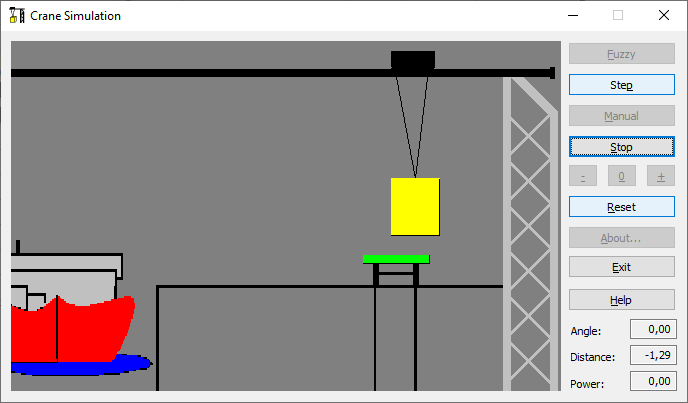 Crane Simulation
Fuzzy
Step
Manual
Stop
- 0 +
Reset
About...
Exit
Help
Angle: 0,00
Distance: -1,29
Power: 0,00